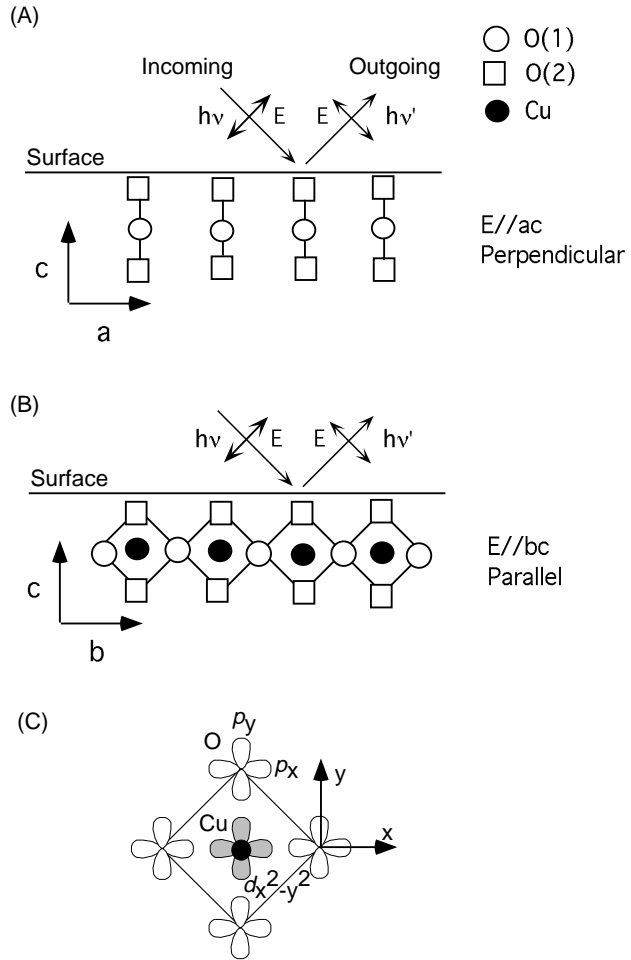 (A)
Incoming
Outgoing
O(1)
O(2)
Cu
hν
E
E
hν'
Surface
E//ac
Perpendicular
c
a
(B)
hν
E
E
hν'
Surface
E//bc
Parallel
c
b
(C)
py
O
px
y
Cu
x
dx²-y²